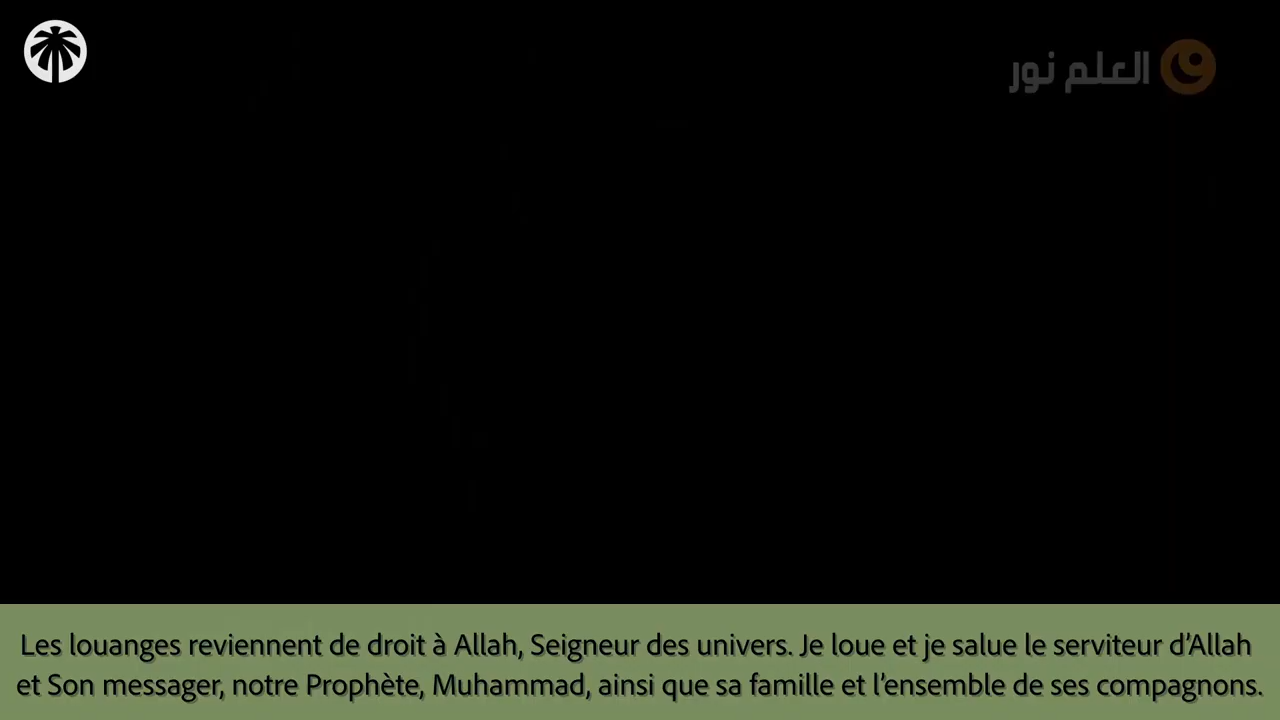 العلم نور
Les louanges reviennent de droit à Allah, Seigneur des univers. Je loue et je salue le serviteur d’Allah
et Son messager, notre Prophète, Muhammad, ainsi que sa famille et l’ensemble de ses compagnons.